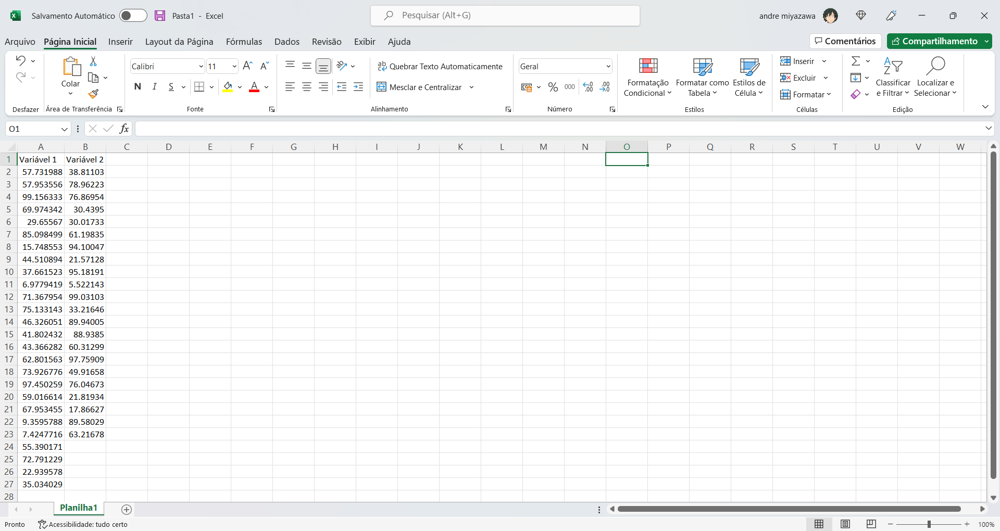 Salvamento Automático Pasta1 - Excel Pesquisar (Alt+G) andre miyazawa
Arquivo Página Inicial Inserir Layout da Página Fórmulas Dados Revisão Exibir Ajuda Comentários Compartilhamento
Colar
Desfazer
Área de Transferência
Calibri 11
N I S
Fonte
Quebrar Texto Automaticamente
Mesclar e Centralizar
Alinhamento
Geral
% 000
Número
Formatação Condicional
Formatar como Tabela
Estilos de Célula
Estilos
Inserir
Excluir
Formatar
Células
Classificar e Filtrar
Localizar e Selecionar
Edição
O1 fx
A B C D E F G H I J K L M N O P Q R S T U V W
1 Variável 1 Variável 2
2 57.731988 38.81103
3 57.953556 78.96223
4 99.156333 76.86954
5 69.974342 30.4395
6 29.65567 30.01733
7 85.098499 61.19835
8 15.748553 94.10047
9 44.510894 21.57128
10 37.661523 95.18191
11 6.9779419 5.522143
12 71.367954 99.03103
13 75.133143 33.21646
14 46.326051 89.94005
15 41.802432 88.9385
16 43.366282 60.31299
17 62.801563 97.75909
18 73.926776 49.91658
19 97.450259 76.04673
20 59.016614 21.81934
21 67.953455 17.86627
22 9.3595788 89.58029
23 7.4247716 63.21678
24 55.390171
25 72.791229
26 22.939578
27 35.034029
28
Planilha1
Pronto Acessibilidade: tudo certo 100%